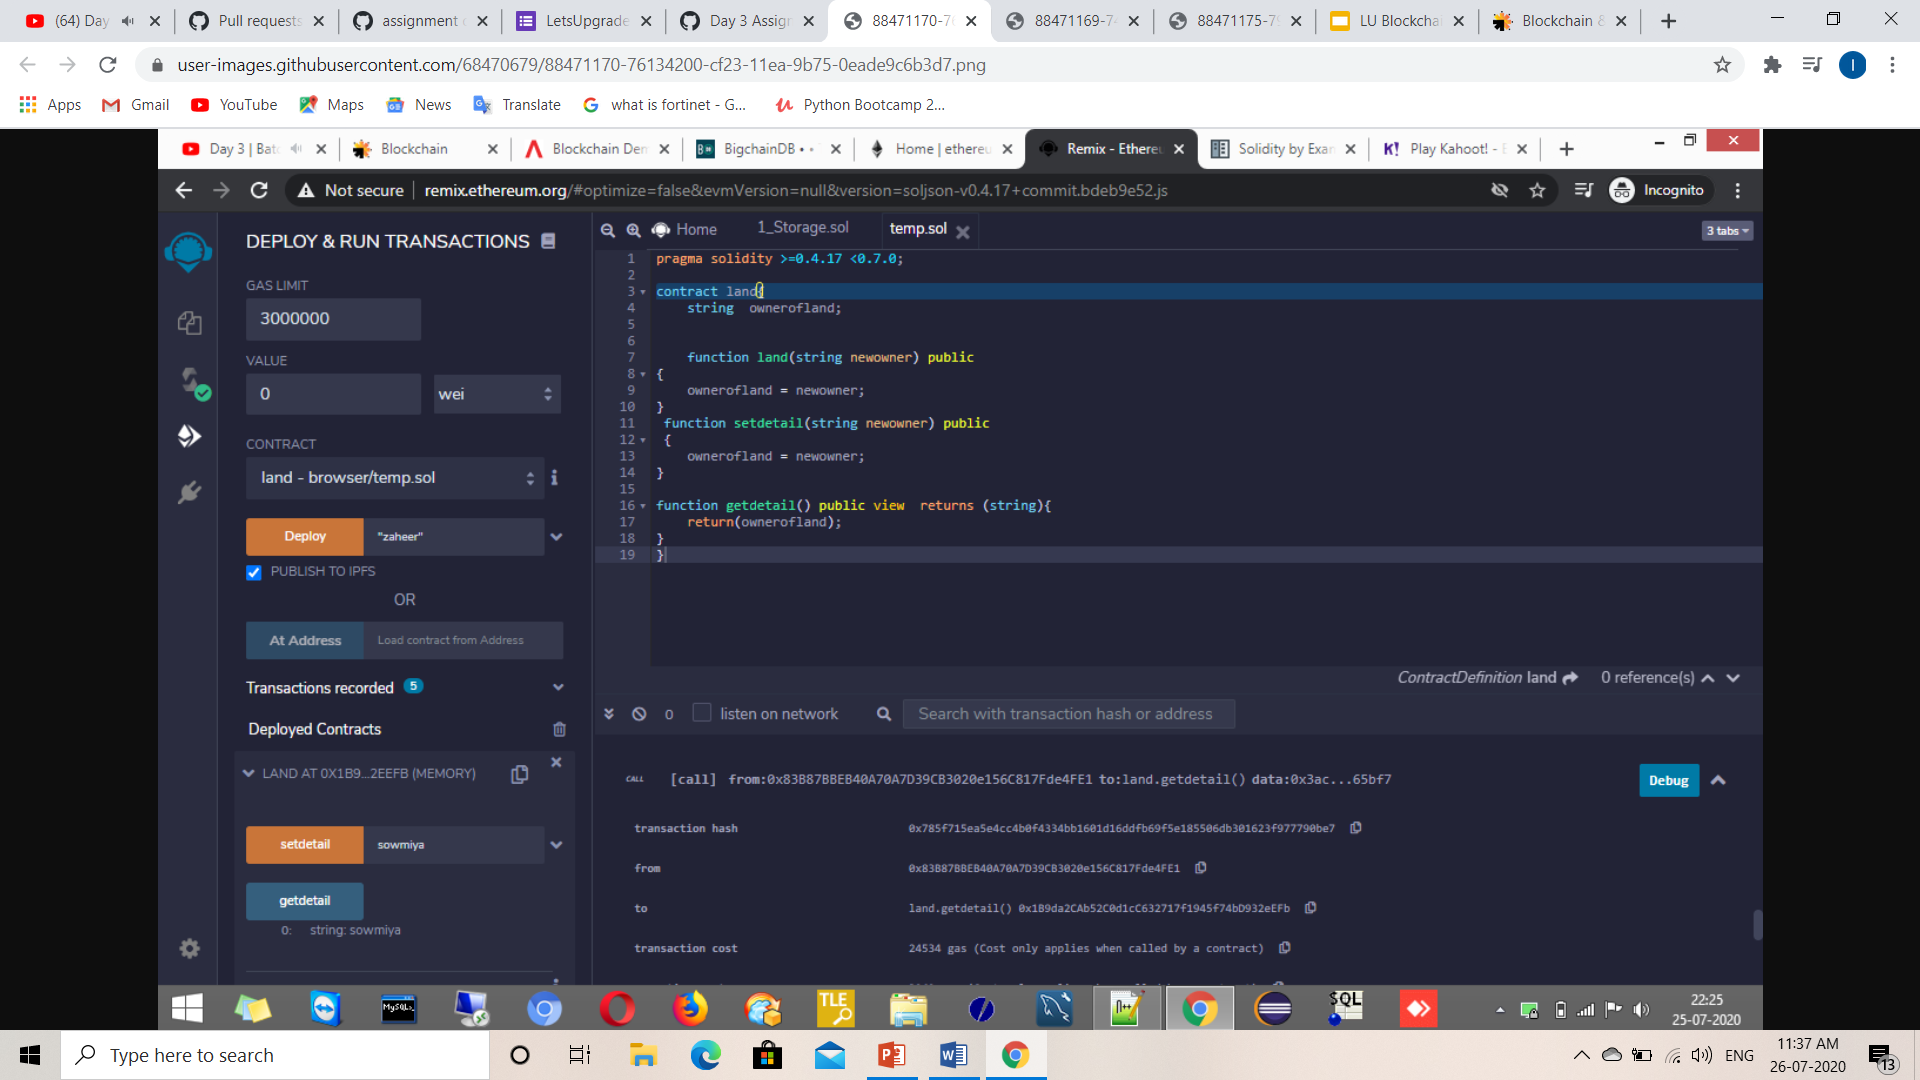 (64) Day
Pull requests
assignment
LetsUpgrade
Day 3 Assign
88471170-76
88471169-74
88471175-79
LU Blockcha
Blockchain &
user-images.githubusercontent.com/68470679/88471170-76134200-cf23-11ea-9b75-0eade9c6b3d7.png
I
Apps
Gmail
YouTube
Maps
News
Translate
what is fortinet - G...
Python Bootcamp 2...
Day 3 | Bat
Blockchain
Blockchain Dem
BigchainDB • •
Home | ethereu
Remix - Ethereu
Solidity by Exam
Play Kahoot! - E
Not secure
remix.ethereum.org/#optimize=false&evmVersion=null&version=soljson-v0.4.17+commit.bdeb9e52.js
Incognito
DEPLOY & RUN TRANSACTIONS
GAS LIMIT
3000000
VALUE
0
wei
CONTRACT
land - browser/temp.sol
Deploy
"zaheer"
PUBLISH TO IPFS
OR
At Address
Load contract from Address
Transactions recorded 5
Deployed Contracts
LAND AT 0X1B9...2EEFB (MEMORY)
setdetail
sowmiya
getdetail
0: string: sowmiya
Home
1_Storage.sol
temp.sol
3 tabs
1 pragma solidity >=0.4.17 <0.7.0;
2
3 contract land{
4 string ownerofland;
5
6
7 function land(string newowner) public
8 {
9 ownerofland = newowner;
10 }
11 function setdetail(string newowner) public
12 {
13 ownerofland = newowner;
14 }
15
16 function getdetail() public view returns (string){
17 return(ownerofland);
18 }
19 }
ContractDefinition land
0 reference(s)
0
listen on network
Search with transaction hash or address
CALL
[call] from:0x83B87BBEB40A70A7D39CB3020e156C817Fde4FE1 to:land.getdetail() data:0x3ac...65bf7
Debug
transaction hash
0x785f715ea5e4cc4b0f4334bb1601d16ddfb69f5e185506db301623f977790be7
from
0x83B87BBEB40A70A7D39CB3020e156C817Fde4FE1
to
land.getdetail() 0x1B9da2CAb52C0d1cC632717f1945f74bD932eEFb
transaction cost
24534 gas (Cost only applies when called by a contract)
MySQL
TLE
N++
SQL
22:25
25-07-2020
Type here to search
ENG
11:37 AM
26-07-2020
13